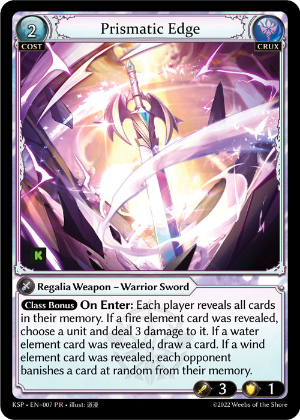 2 Prismatic Edge
COST CRUX
K
Regalia Weapon – Warrior Sword
Class Bonus On Enter: Each player reveals all cards
in their memory. If a fire element card was revealed,
choose a unit and deal 3 damage to it. If a water
element card was revealed, draw a card. If a wind
element card was revealed, each opponent
banishes a card at random from their memory.
3 1
KSP • EN-007 PR • illust: 
©2022 Weebs of the Shore